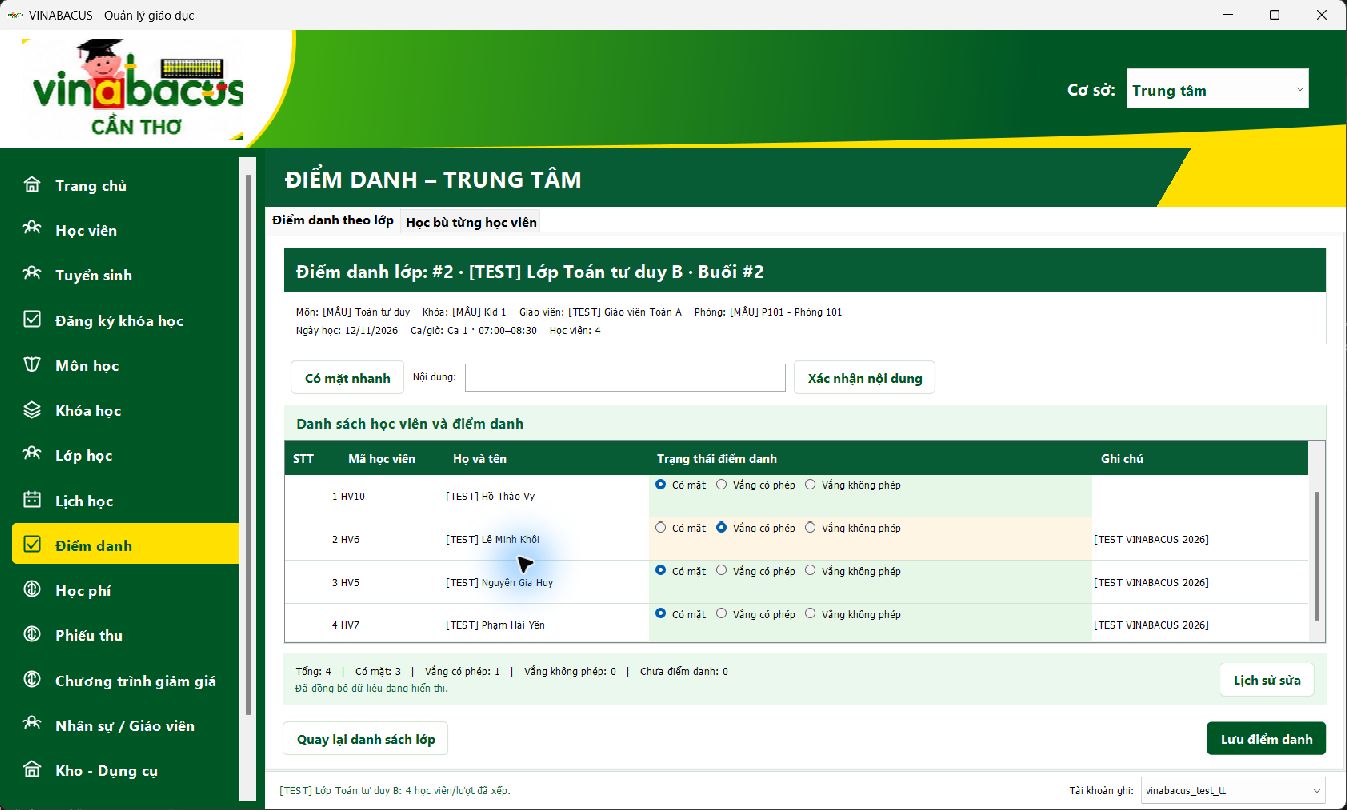 VINABACUS - Quản lý giáo dục
vinabacus
CẦN THƠ
Cơ sở: Trung tâm
Trang chủ
Học viên
Tuyển sinh
Đăng ký khóa học
Môn học
Khóa học
Lớp học
Lịch học
Điểm danh
Học phí
Phiếu thu
Chương trình giảm giá
Nhân sự / Giáo viên
Kho - Dụng cụ
ĐIỂM DANH – TRUNG TÂM
Điểm danh theo lớp Học bù từng học viên
Điểm danh lớp: #2 · [TEST] Lớp Toán tư duy B · Buổi #2
Môn: [MẪU] Toán tư duy Khóa: [MẪU] Kid 1 Giáo viên: [TEST] Giáo viên Toán A Phòng: [MẪU] P101 - Phòng 101
Ngày học: 12/11/2026 Ca/giờ: Ca 1 · 07:00–08:30 Học viên: 4
Có mặt nhanh Nội dung: Xác nhận nội dung
Danh sách học viên và điểm danh
STT Mã học viên Họ và tên Trạng thái điểm danh Ghi chú
1 HV10 [TEST] Hồ Thảo Vy Có mặt Vắng có phép Vắng không phép
2 HV6 [TEST] Lê Minh Khôi Có mặt Vắng có phép Vắng không phép [TEST VINABACUS 2026]
3 HV5 [TEST] Nguyễn Gia Huy Có mặt Vắng có phép Vắng không phép [TEST VINABACUS 2026]
4 HV7 [TEST] Phạm Hải Yến Có mặt Vắng có phép Vắng không phép [TEST VINABACUS 2026]
Tổng: 4 | Có mặt: 3 | Vắng có phép: 1 | Vắng không phép: 0 | Chưa điểm danh: 0
Đã đồng bộ dữ liệu đang hiển thị.
Lịch sử sửa
Quay lại danh sách lớp Lưu điểm danh
[TEST] Lớp Toán tư duy B: 4 học viên/lượt đã xếp. Tài khoản ghi: vinabacus_test_tt